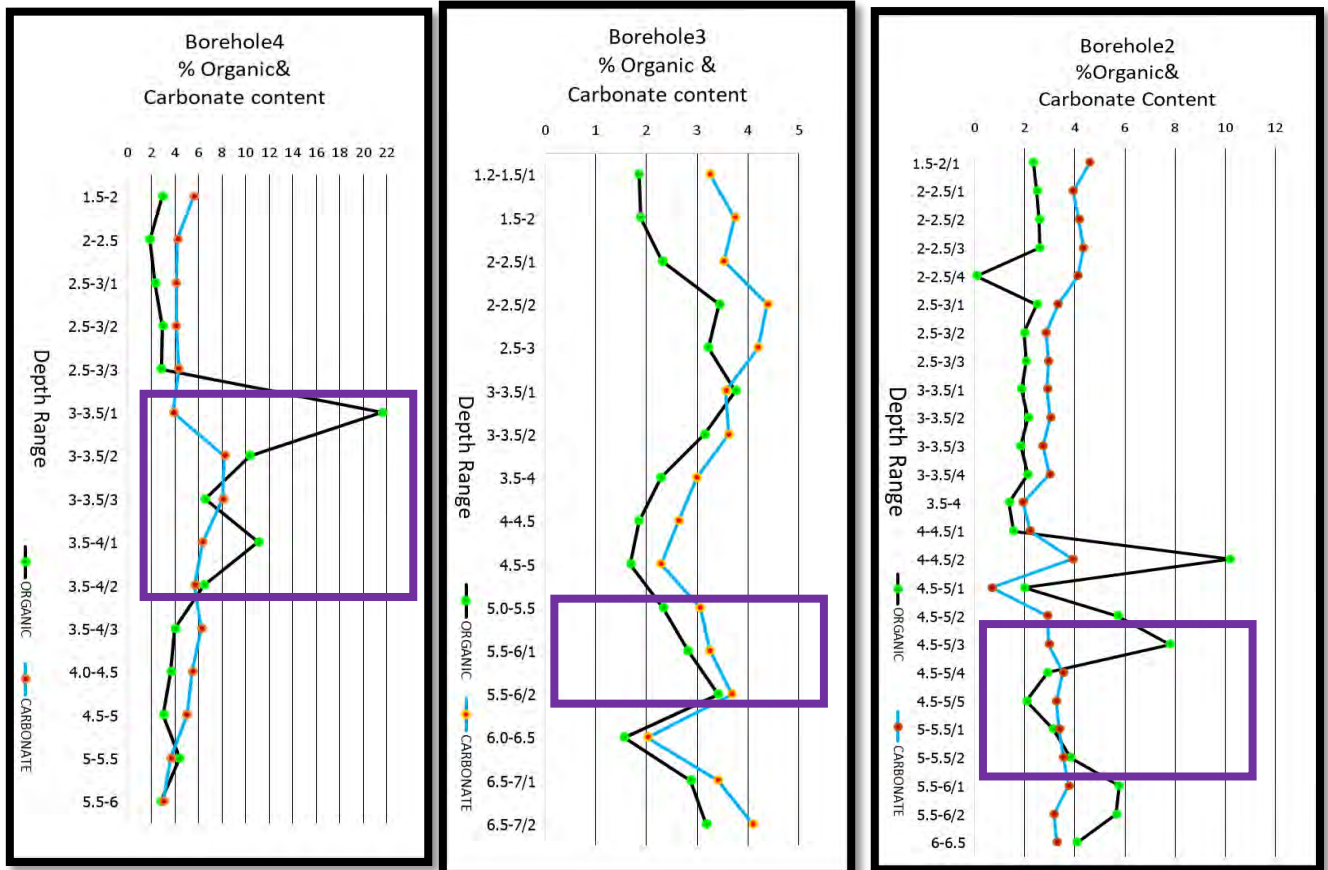 Borehole4
% Organic&
Carbonate content
0 2 4 6 8 10 12 14 16 18 20 22
1.5-2
2-2.5
2.5-3/1
2.5-3/2
2.5-3/3
3-3.5/1
3-3.5/2
3-3.5/3
3.5-4/1
3.5-4/2
3.5-4/3
4.0-4.5
4.5-5
5-5.5
5.5-6
Depth Range
ORGANIC
CARBONATE
Borehole3
% Organic &
Carbonate content
0 1 2 3 4 5
1.2-1.5/1
1.5-2
2-2.5/1
2-2.5/2
2.5-3
3-3.5/1
3-3.5/2
3.5-4
4-4.5
4.5-5
5.0-5.5
5.5-6/1
5.5-6/2
6.0-6.5
6.5-7/1
6.5-7/2
Depth Range
ORGANIC
CARBONATE
Borehole2
%Organic&
Carbonate Content
0 2 4 6 8 10 12
1.5-2/1
2-2.5/1
2-2.5/2
2-2.5/3
2-2.5/4
2.5-3/1
2.5-3/2
2.5-3/3
3-3.5/1
3-3.5/2
3-3.5/3
3-3.5/4
3.5-4
4-4.5/1
4-4.5/2
4.5-5/1
4.5-5/2
4.5-5/3
4.5-5/4
4.5-5/5
5-5.5/1
5-5.5/2
5.5-6/1
5.5-6/2
6-6.5
Depth Range
ORGANIC
CARBONATE